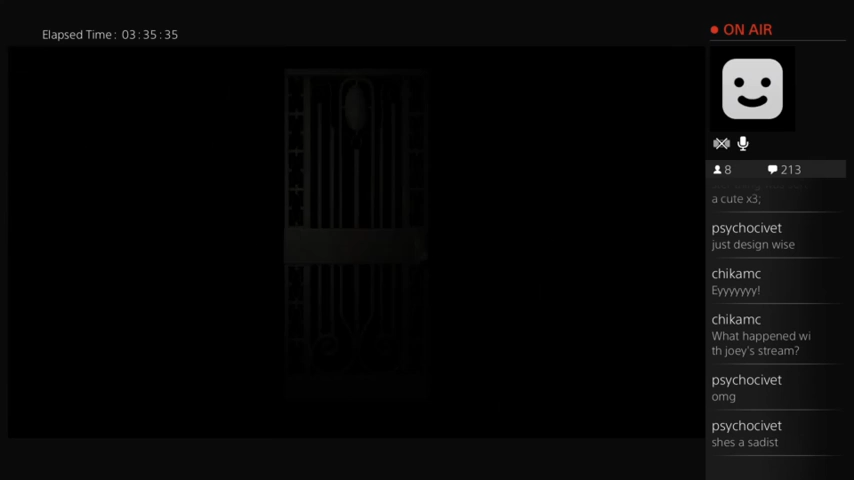 Elapsed Time: 03:35:35
ON AIR
8 213
a cute x3;
psychocivet
just design wise
chikamc
Eyyyyyyy!
chikamc
What happened wi
th joey's stream?
psychocivet
omg
psychocivet
shes a sadist